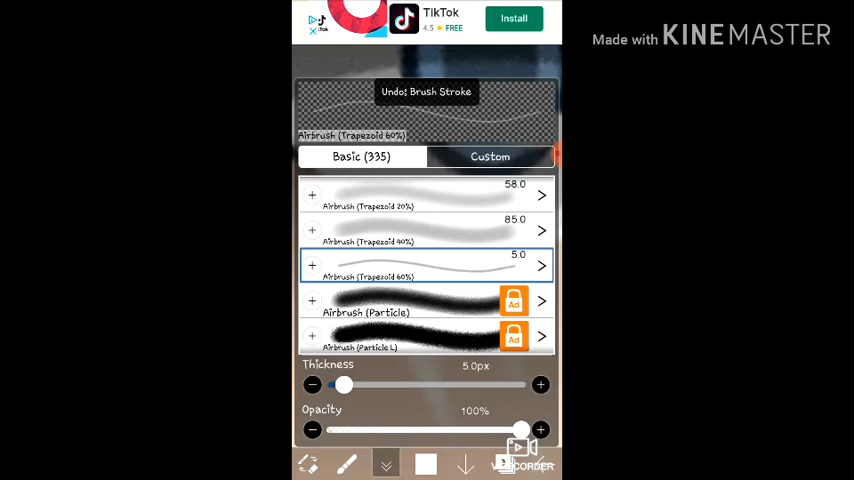 TikTok
4.5 ★ FREE
Install
Made with KINEMASTER
Undo: Brush Stroke
Airbrush (Trapezoid 60%)
Basic (335)
Custom
58.0
Airbrush (Trapezoid 20%)
85.0
Airbrush (Trapezoid 40%)
5.0
Airbrush (Trapezoid 60%)
Airbrush (Particle)
Ad
Airbrush (Particle L)
Ad
Thickness
5.0px
Opacity
100%